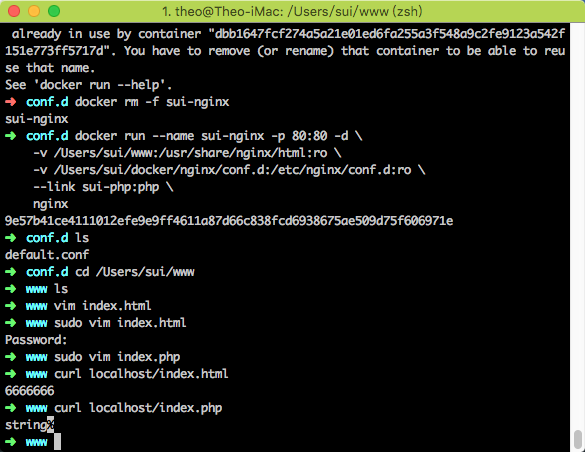 1. theo@Theo-iMac: /Users/sui/www (zsh)
already in use by container "dbb1647fcf274a5a21e01ed6fa255a3f548a9c2fe9123a542f
151e773ff5717d". You have to remove (or rename) that container to be able to reu
se that name.
See 'docker run --help'.
➜ conf.d docker rm -f sui-nginx
sui-nginx
➜ conf.d docker run --name sui-nginx -p 80:80 -d \
-v /Users/sui/www:/usr/share/nginx/html:ro \
-v /Users/sui/docker/nginx/conf.d:/etc/nginx/conf.d:ro \
--link sui-php:php \
nginx
9e57b41ce4111012efe9e9ff4611a87d66c838fcd6938675ae509d75f606971e
➜ conf.d ls
default.conf
➜ conf.d cd /Users/sui/www
➜ www ls
➜ www vim index.html
➜ www sudo vim index.html
Password:
➜ www sudo vim index.php
➜ www curl localhost/index.html
6666666
➜ www curl localhost/index.php
string%
➜ www